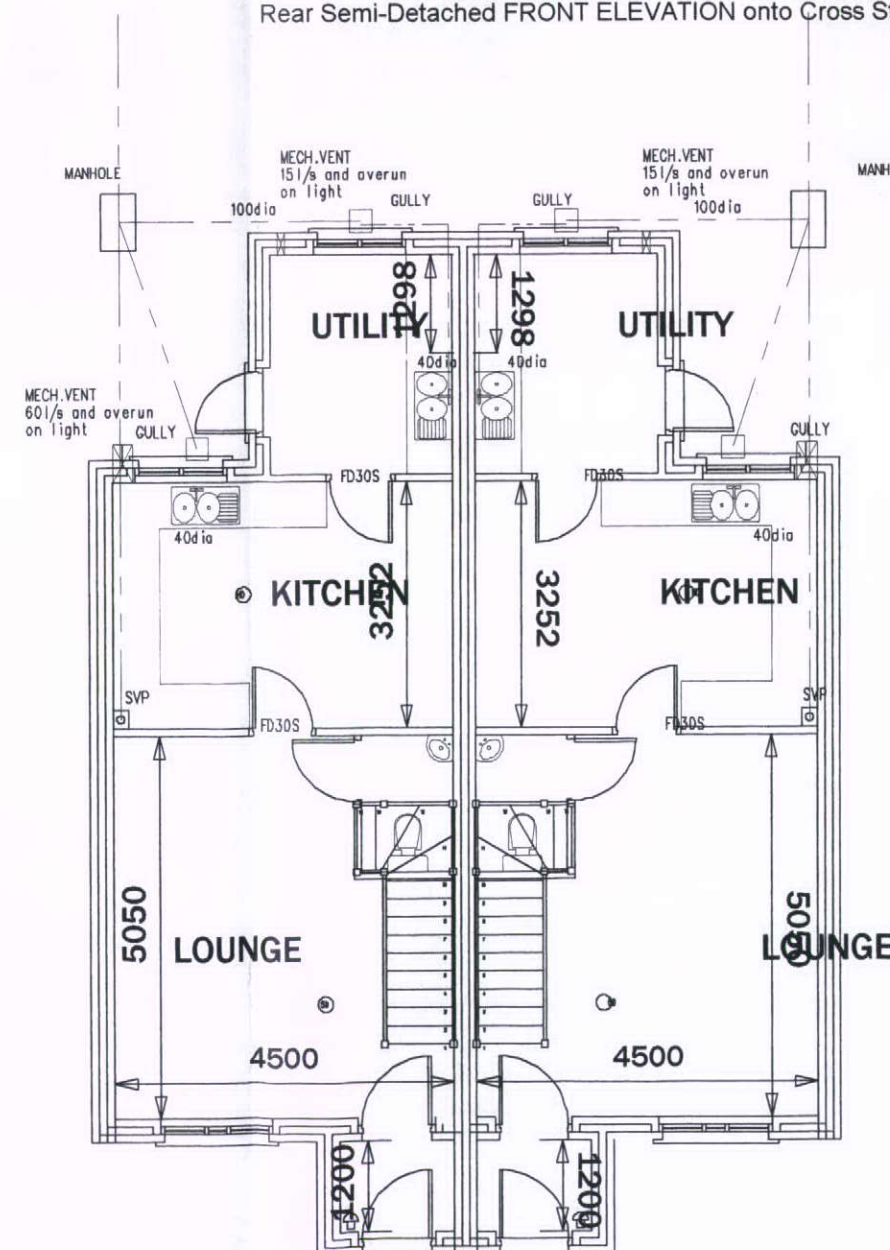 Rear Semi-Detached FRONT ELEVATION onto Cross
MECH.VENT
15l/s and overun
on light
MECH.VENT
15l/s and overun
on light
MANHOLE
MANH
100dia
GULLY
GULLY
100dia
1298
1298
UTILITY
UTILITY
40dia
40dia
MECH.VENT
60l/s and overun
on light
GULLY
GULLY
FD30S
FD30S
40dia
40dia
KITCHEN
3252
3252
KITCHEN
SVP
SVP
FD30S
FD30S
5050
LOUNGE
5050
LOUNGE
4500
4500
1200
1200